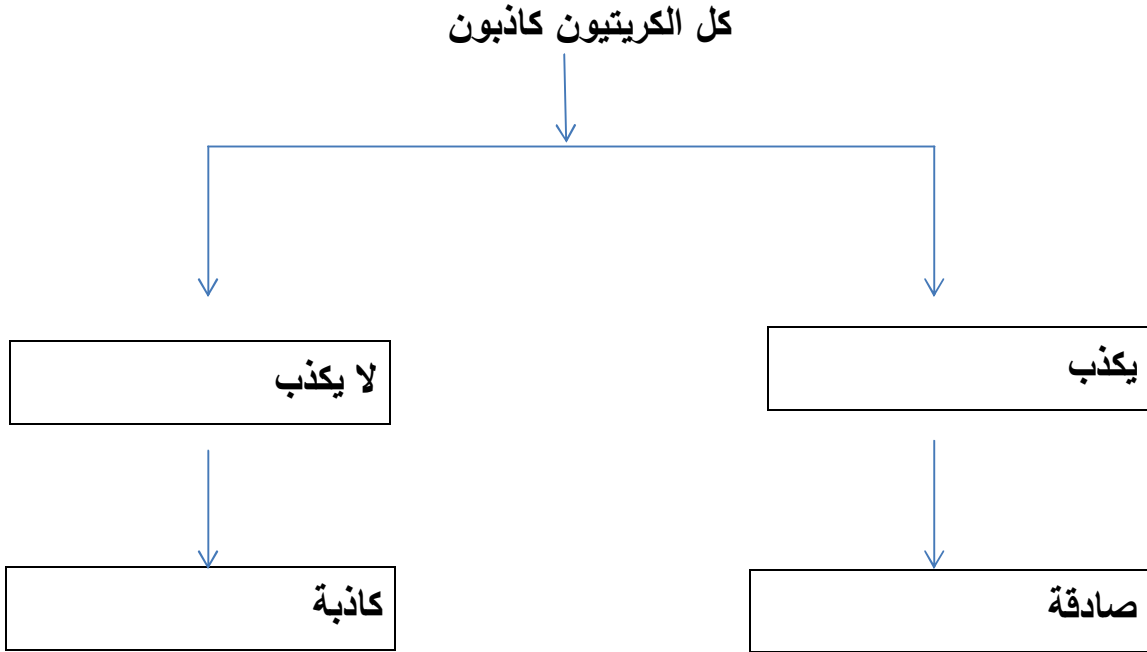 كل الكريتيون كاذبون
يكذب
لا يكذب
صادقة
كاذبة